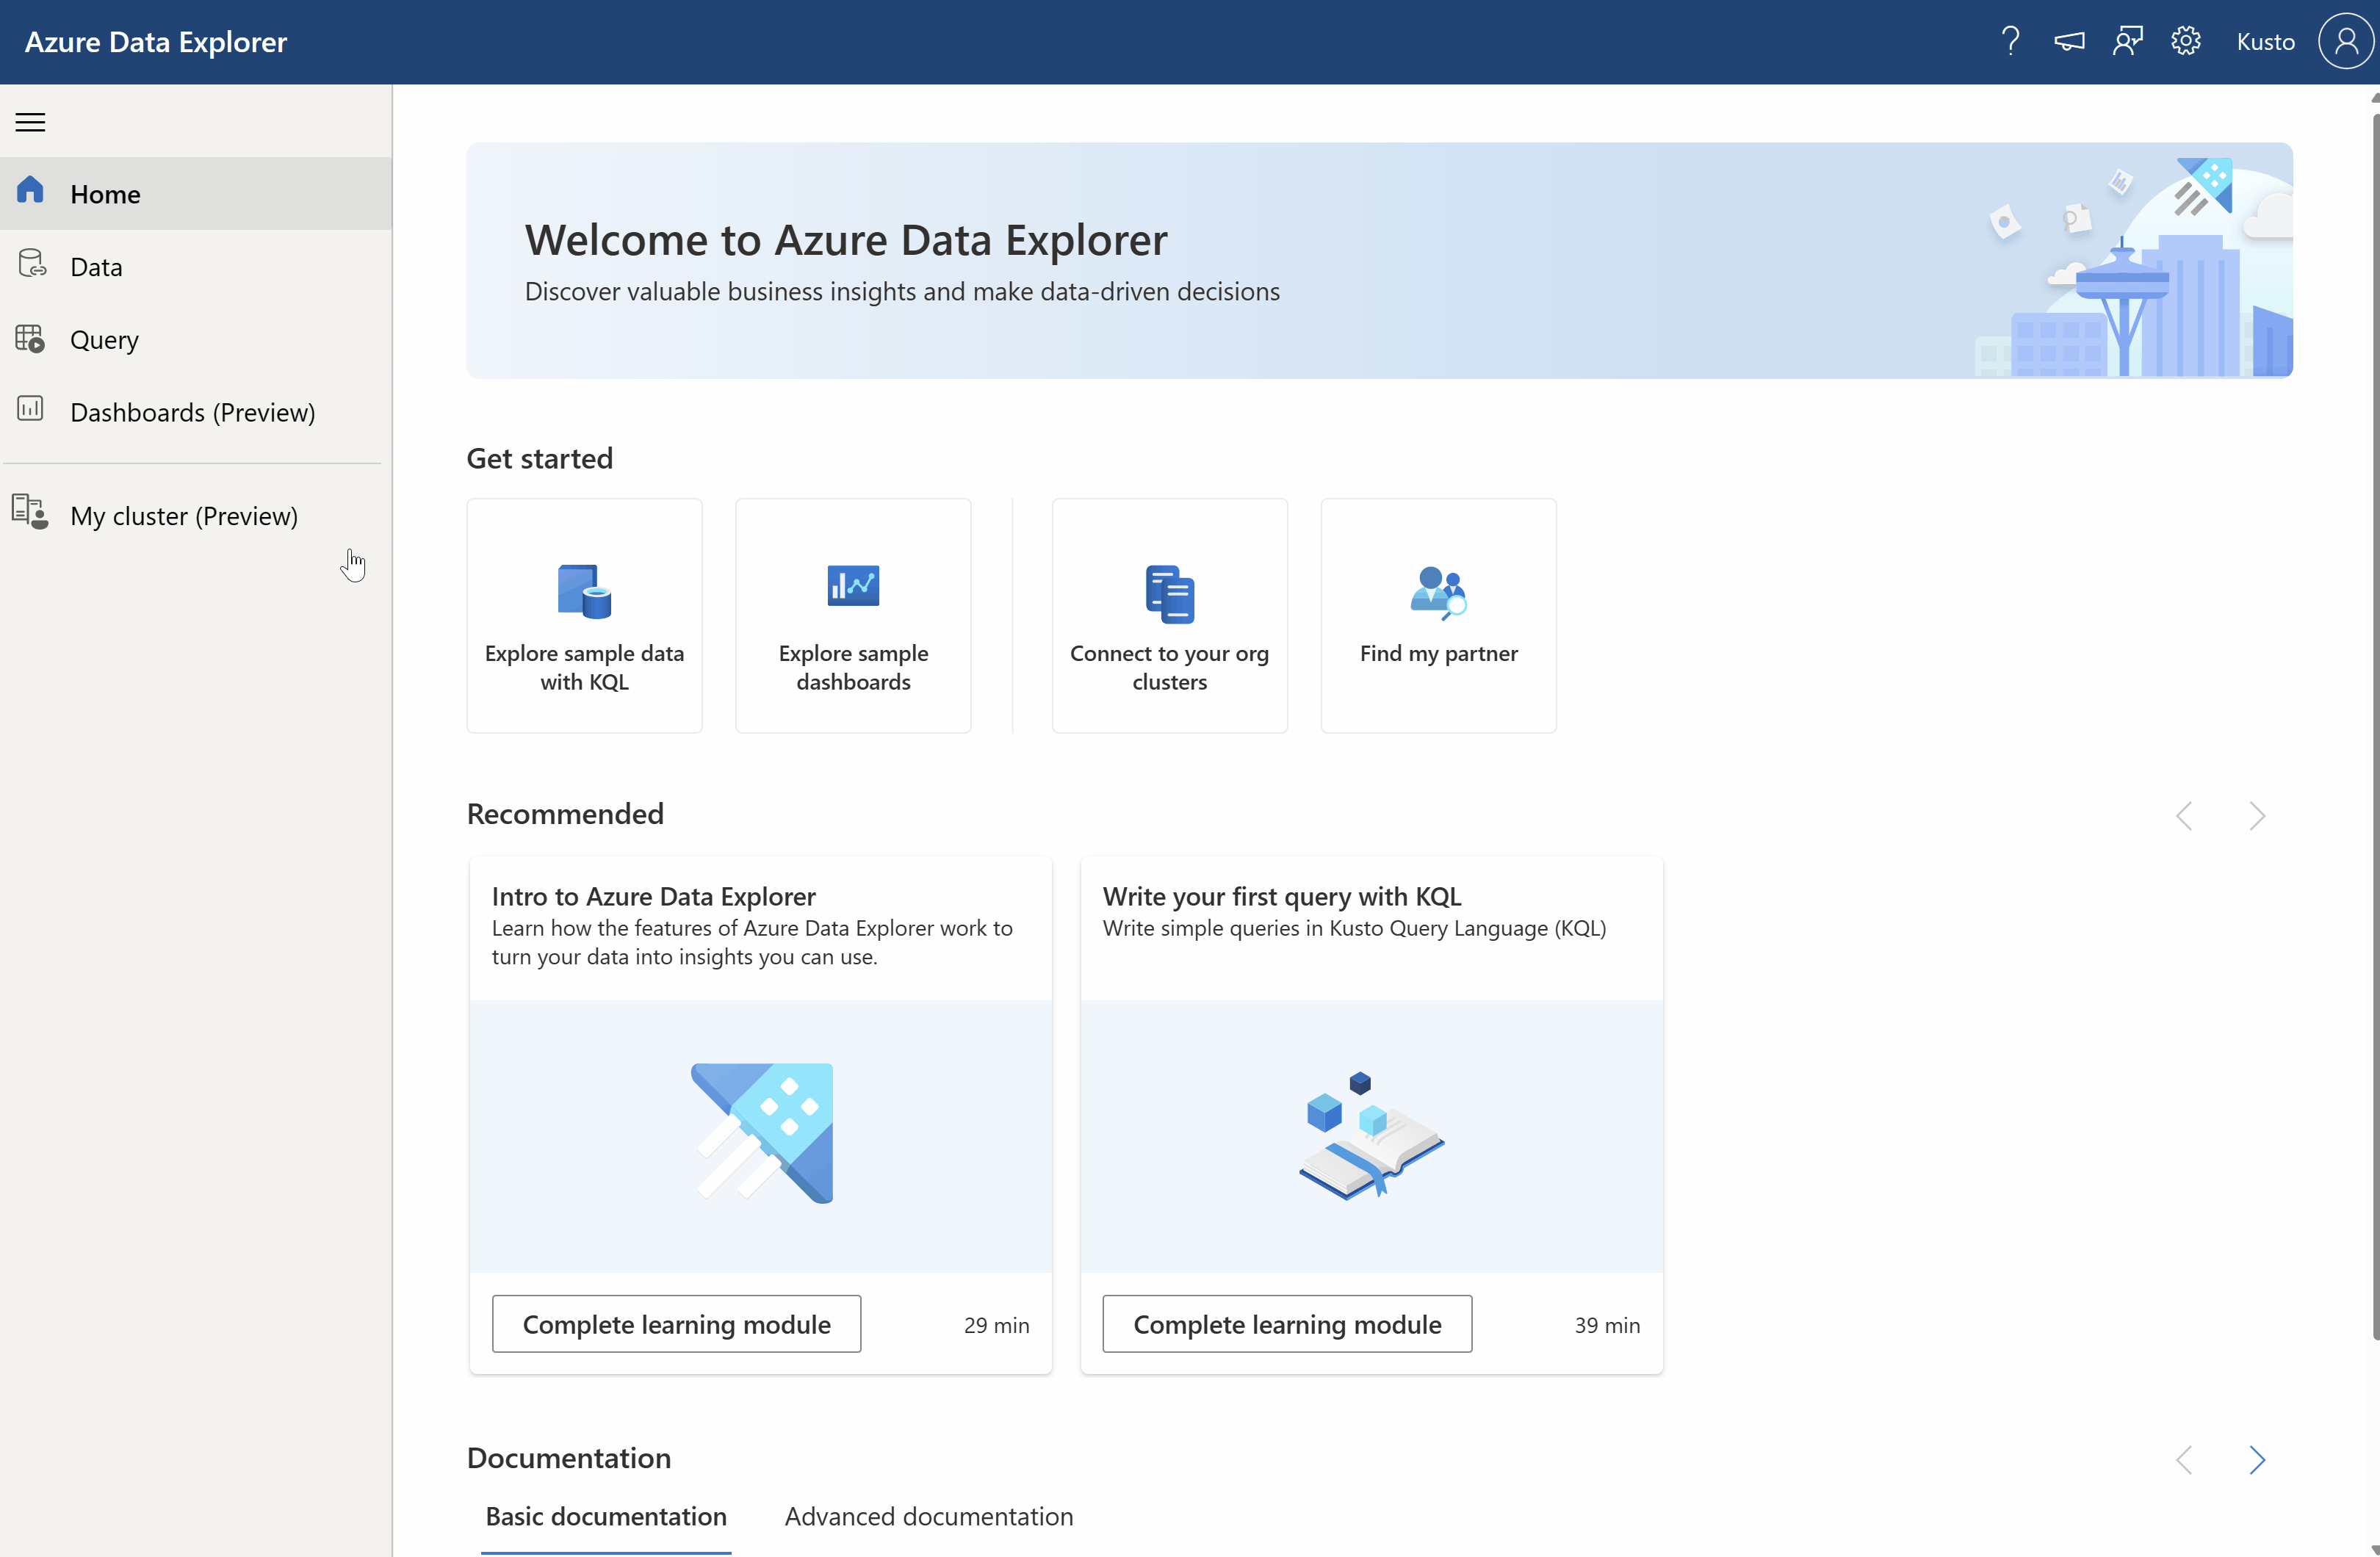 Azure Data Explorer
Kusto
Home
Data
Query
Dashboards (Preview)
My cluster (Preview)
Welcome to Azure Data Explorer
Discover valuable business insights and make data-driven decisions
Get started
Explore sample data
with KQL
Explore sample
dashboards
Connect to your org
clusters
Find my partner
Recommended
Intro to Azure Data Explorer
Learn how the features of Azure Data Explorer work to
turn your data into insights you can use.
Complete learning module
29 min
Write your first query with KQL
Write simple queries in Kusto Query Language (KQL)
Complete learning module
39 min
Documentation
Basic documentation
Advanced documentation